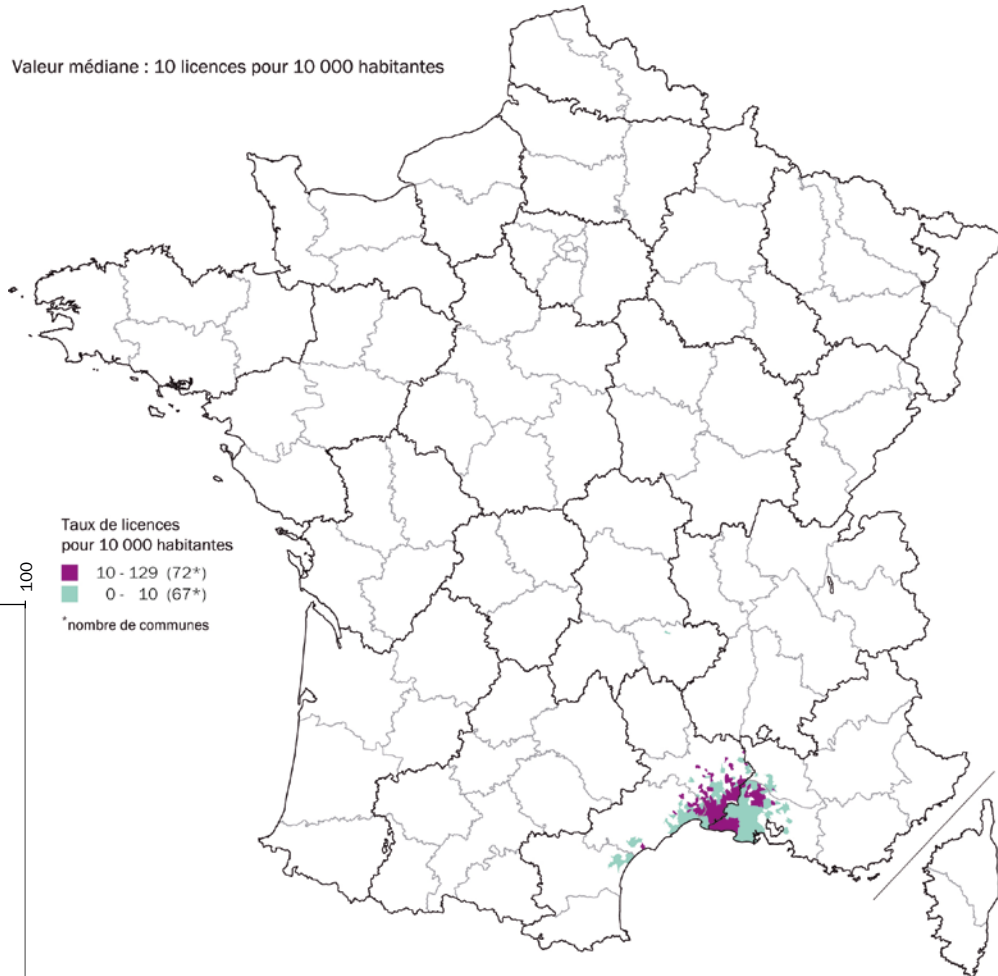 Valeur médiane : 10 licences pour 10 000 habitantes
Taux de licences
pour 10 000 habitantes
10 - 129 (72*)
0 - 10 (67*)
*nombre de communes
100